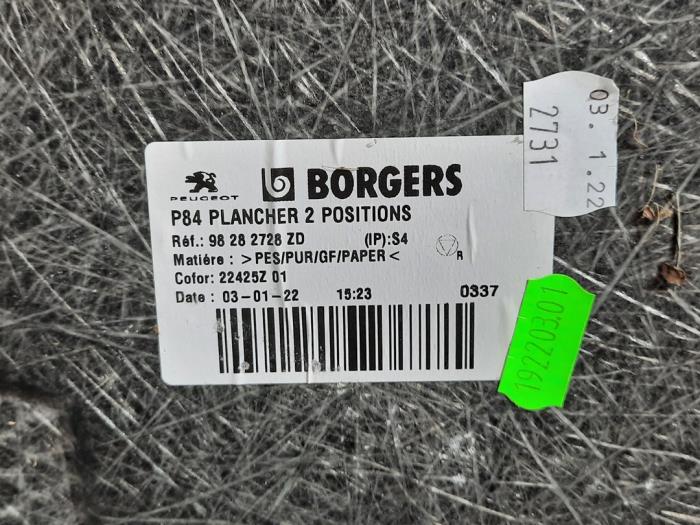 PEUGEOT
BORGERS
P84 PLANCHER 2 POSITIONS
Réf.: 98 28 2728 ZD (IP):S4
R
Matiére : >PES/PUR/GF/PAPER<
Cofor: 22425Z 01
Date : 03-01-22 15:23 0337
03. 1.22
2731
19220301